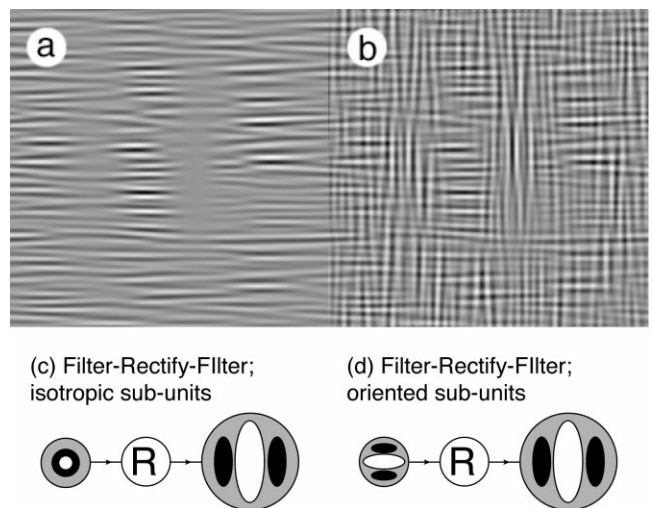 a b
(c) Filter-Rectify-FIlter; (d) Filter-Rectify-FIlter;
isotropic sub-units oriented sub-units
R R